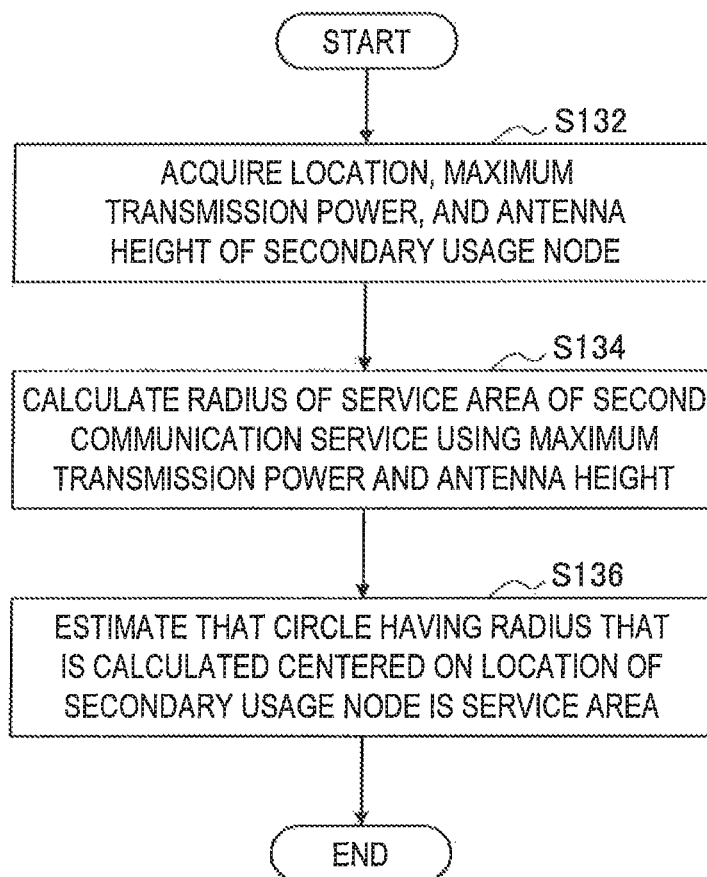 START
S132
ACQUIRE LOCATION, MAXIMUM
TRANSMISSION POWER, AND ANTENNA
HEIGHT OF SECONDARY USAGE NODE
S134
CALCULATE RADIUS OF SERVICE AREA OF SECOND
COMMUNICATION SERVICE USING MAXIMUM
TRANSMISSION POWER AND ANTENNA HEIGHT
S136
ESTIMATE THAT CIRCLE HAVING RADIUS THAT
IS CALCULATED CENTERED ON LOCATION OF
SECONDARY USAGE NODE IS SERVICE AREA
END